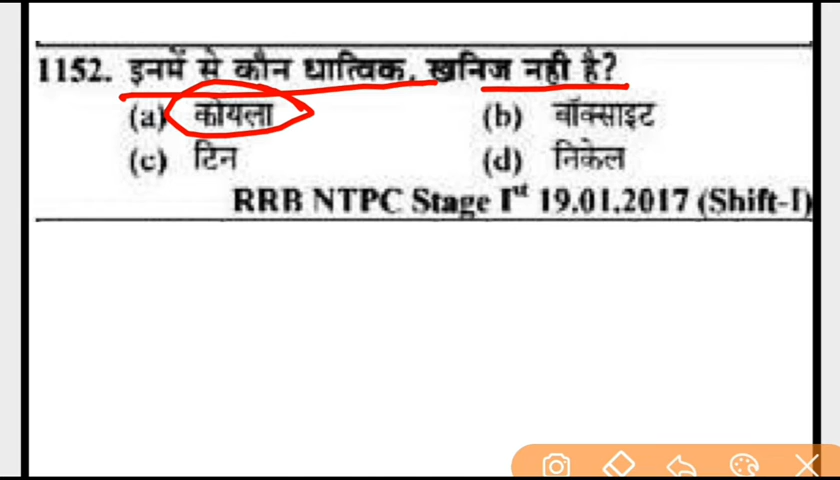 1152. इनमें से कौन धात्विक खनिज नही है?
(a) कोयला (b) बॉक्साइट
(c) टिन (d) निकेल
RRB NTPC Stage Iˢᵗ 19.01.2017 (Shift-I)